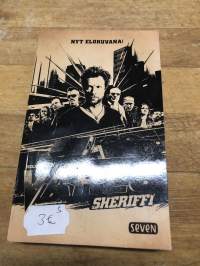 NYT ELOKUVANA!
SHERIFFI
3€
seven